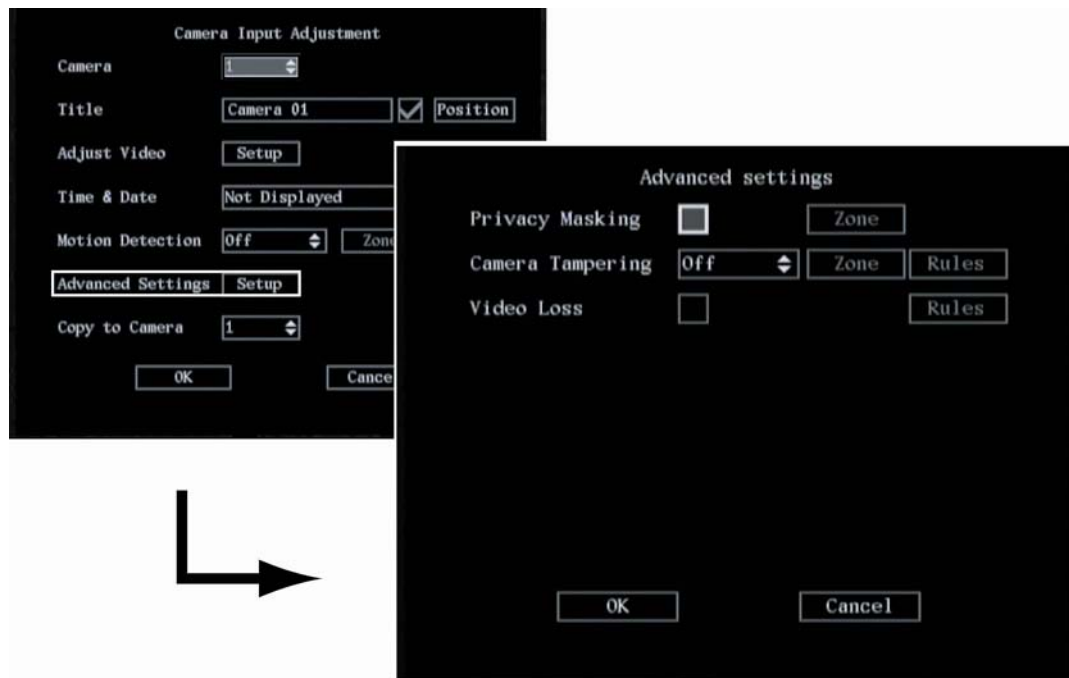 Camera Input Adjustment
Camera 1
Title Camera 01 Position
Adjust Video Setup
Time & Date Not Displayed
Motion Detection Off Zone
Advanced Settings Setup
Copy to Camera 1
OK Cance
Advanced settings
Privacy Masking Zone
Camera Tampering Off Zone Rules
Video Loss Rules
OK Cancel